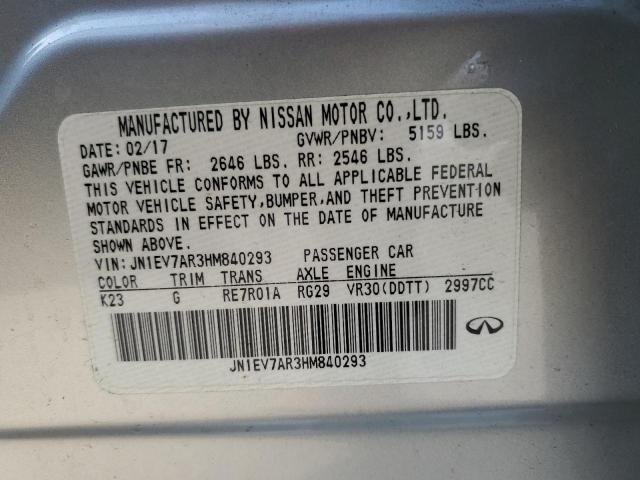 MANUFACTURED BY NISSAN MOTOR CO.,LTD.
DATE: 02/17 GVWR/PNBV: 5159 LBS.
GAWR/PNBE FR: 2646 LBS. RR: 2546 LBS.
THIS VEHICLE CONFORMS TO ALL APPLICABLE FEDERAL
MOTOR VEHICLE SAFETY,BUMPER,AND THEFT PREVENTION
STANDARDS IN EFFECT ON THE DATE OF MANUFACTURE
SHOWN ABOVE.
VIN: JN1EV7AR3HM840293 PASSENGER CAR
COLOR TRIM TRANS AXLE ENGINE
K23 G RE7R01A RG29 VR30(DDTT) 2997CC
JN1EV7AR3HM840293